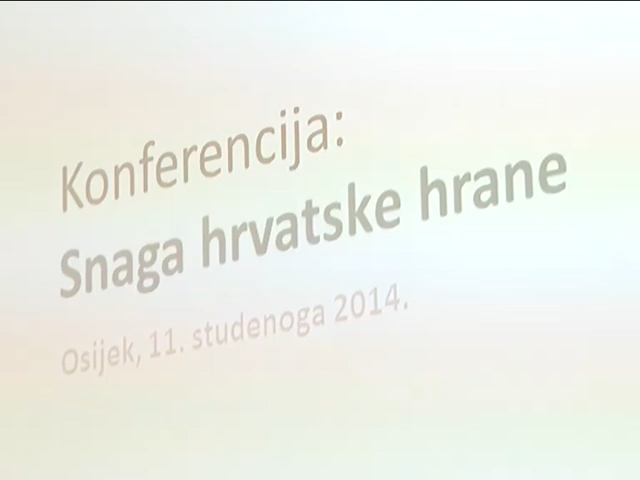 Konferencija:
Snaga hrvatske hrane
Osijek, 11. studenoga 2014.